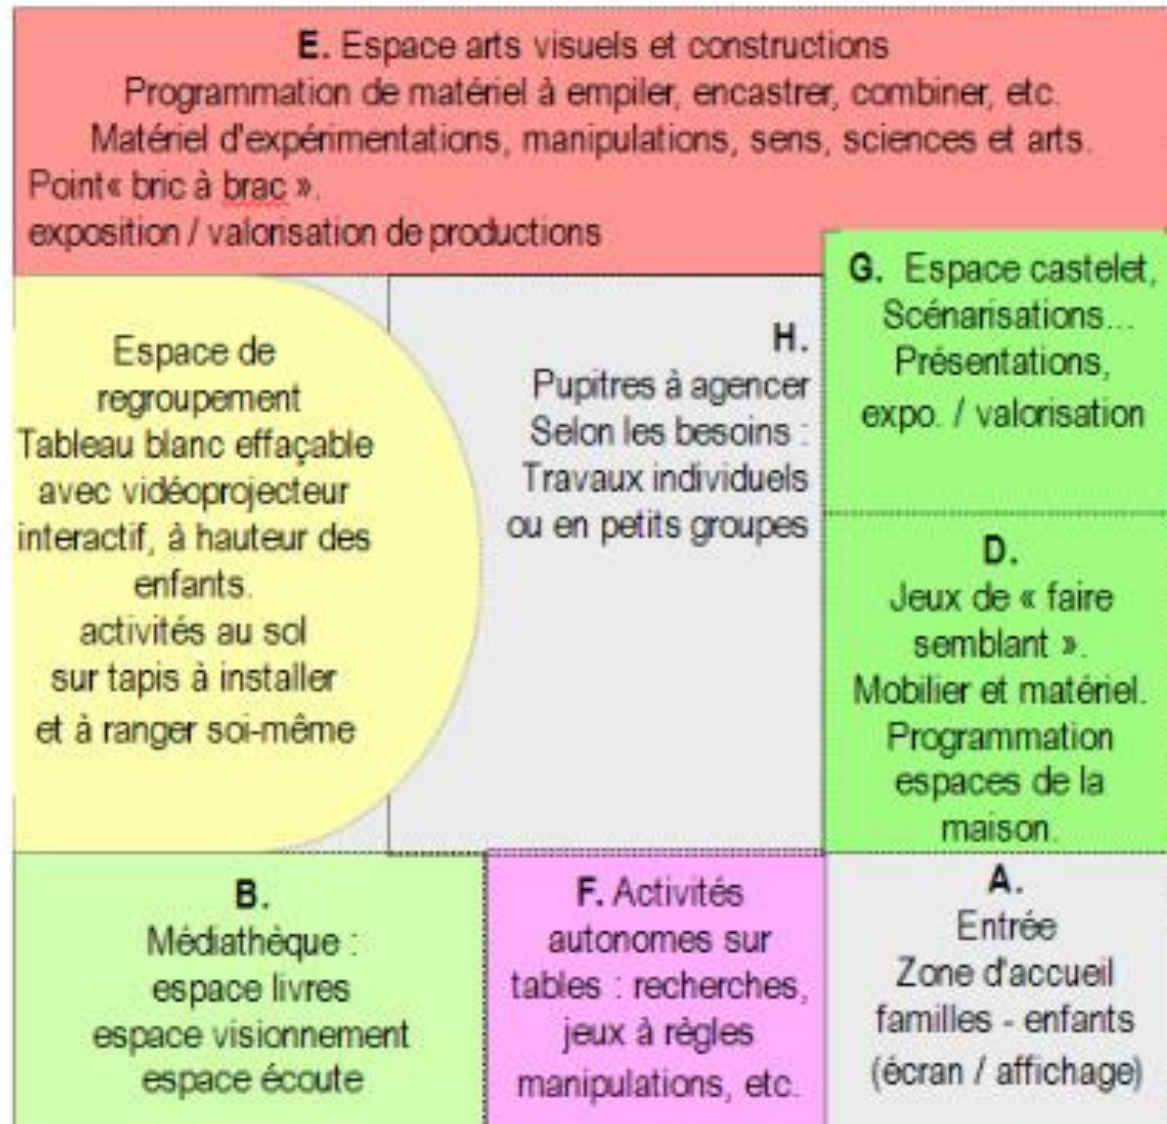 E. Espace arts visuels et constructions
Programmation de matériel à empiler, encastrer, combiner, etc.
Matériel d'expérimentations, manipulations, sens, sciences et arts.
Point« bric à brac ».
exposition / valorisation de productions
G. Espace castelet,
Scénarisations...
Présentations,
expo. / valorisation
Espace de
regroupement
Tableau blanc effaçable
avec vidéoprojecteur
interactif, à hauteur des
enfants.
activités au sol
sur tapis à installer
et à ranger soi-même
H.
Pupitres à agencer
Selon les besoins :
Travaux individuels
ou en petits groupes
D.
Jeux de « faire
semblant ».
Mobilier et matériel.
Programmation
espaces de la
maison.
B.
Médiathèque :
espace livres
espace visionnement
espace écoute
F. Activités
autonomes sur
tables : recherches,
jeux à règles
manipulations, etc.
A.
Entrée
Zone d'accueil
familles - enfants
(écran / affichage)